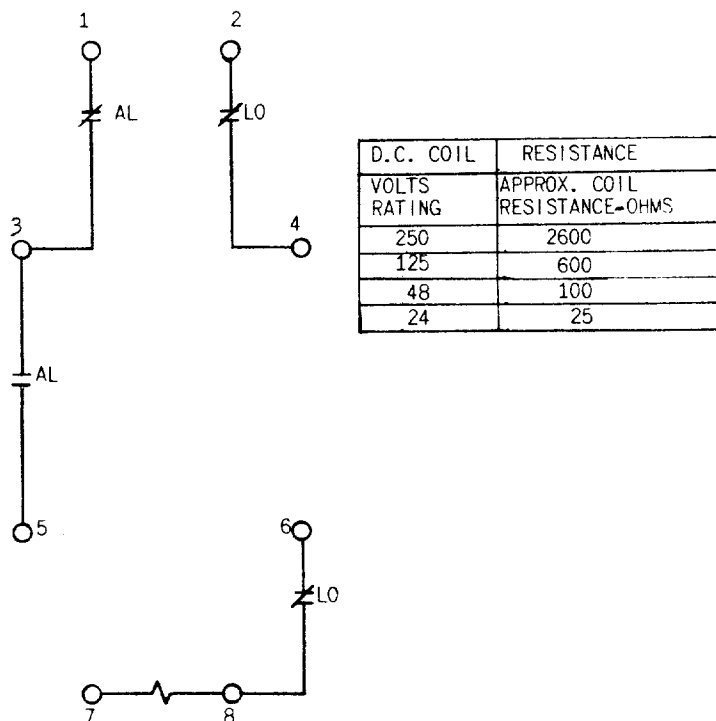 1
2
AL
LO
3
4
AL
5
6
LO
7
8
D.C. COIL RESISTANCE
VOLTS RATING APPROX. COIL RESISTANCE-OHMS
250 2600
125 600
48 100
24 25